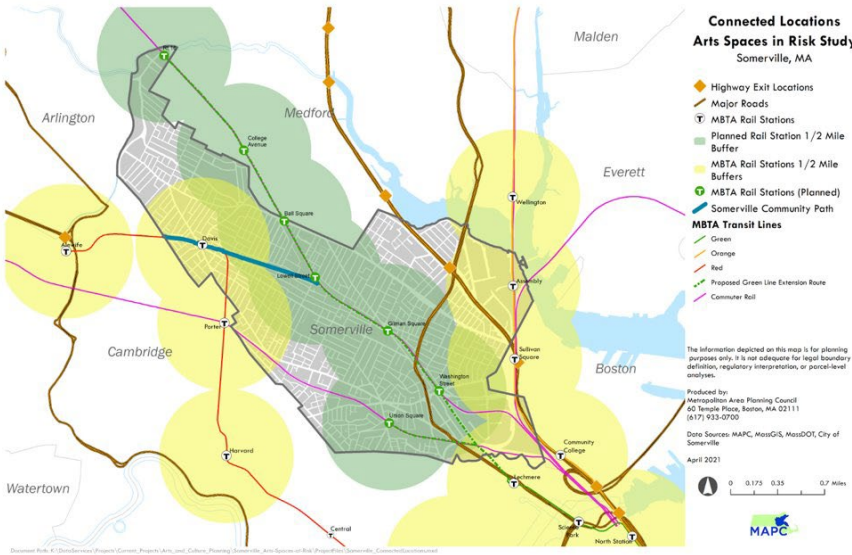 Connected Locations
Arts Spaces in Risk Study
Somerville, MA
Highway Exit Locations
Major Roads
MBTA Rail Stations
Planned Rail Station 1/2 Mile
Buffer
MBTA Rail Stations 1/2 Mile
Buffers
MBTA Rail Stations (Planned)
Somerville Community Path
MBTA Transit Lines
Green
Orange
Red
Proposed Green Line Extension Route
Commuter Rail
The information depicted on this map is for planning
purposes only. It is not adequate for legal boundary
definition, regulatory interpretation, or parcel-level
analyses.
Produced by:
Metropolitan Area Planning Council
60 Temple Place, Boston, MA 02111
(617) 933-0700
Data Sources: MAPC, MassGIS, MassDOT, City of
Somerville
April 2021
0 0.175 0.35 0.7 Miles
MAPC
Malden
Arlington
Medford
Everett
College
Avenue
Wellington
Ball Square
Davis
Alewife
Lowell Street
Assembly
Porter
Somerville
Gilman Square
Cambridge
Sullivan
Square
Boston
Washington
Street
Union Square
Harvard
Community
College
Watertown
Lechmere
Science
Park
Central
North Station